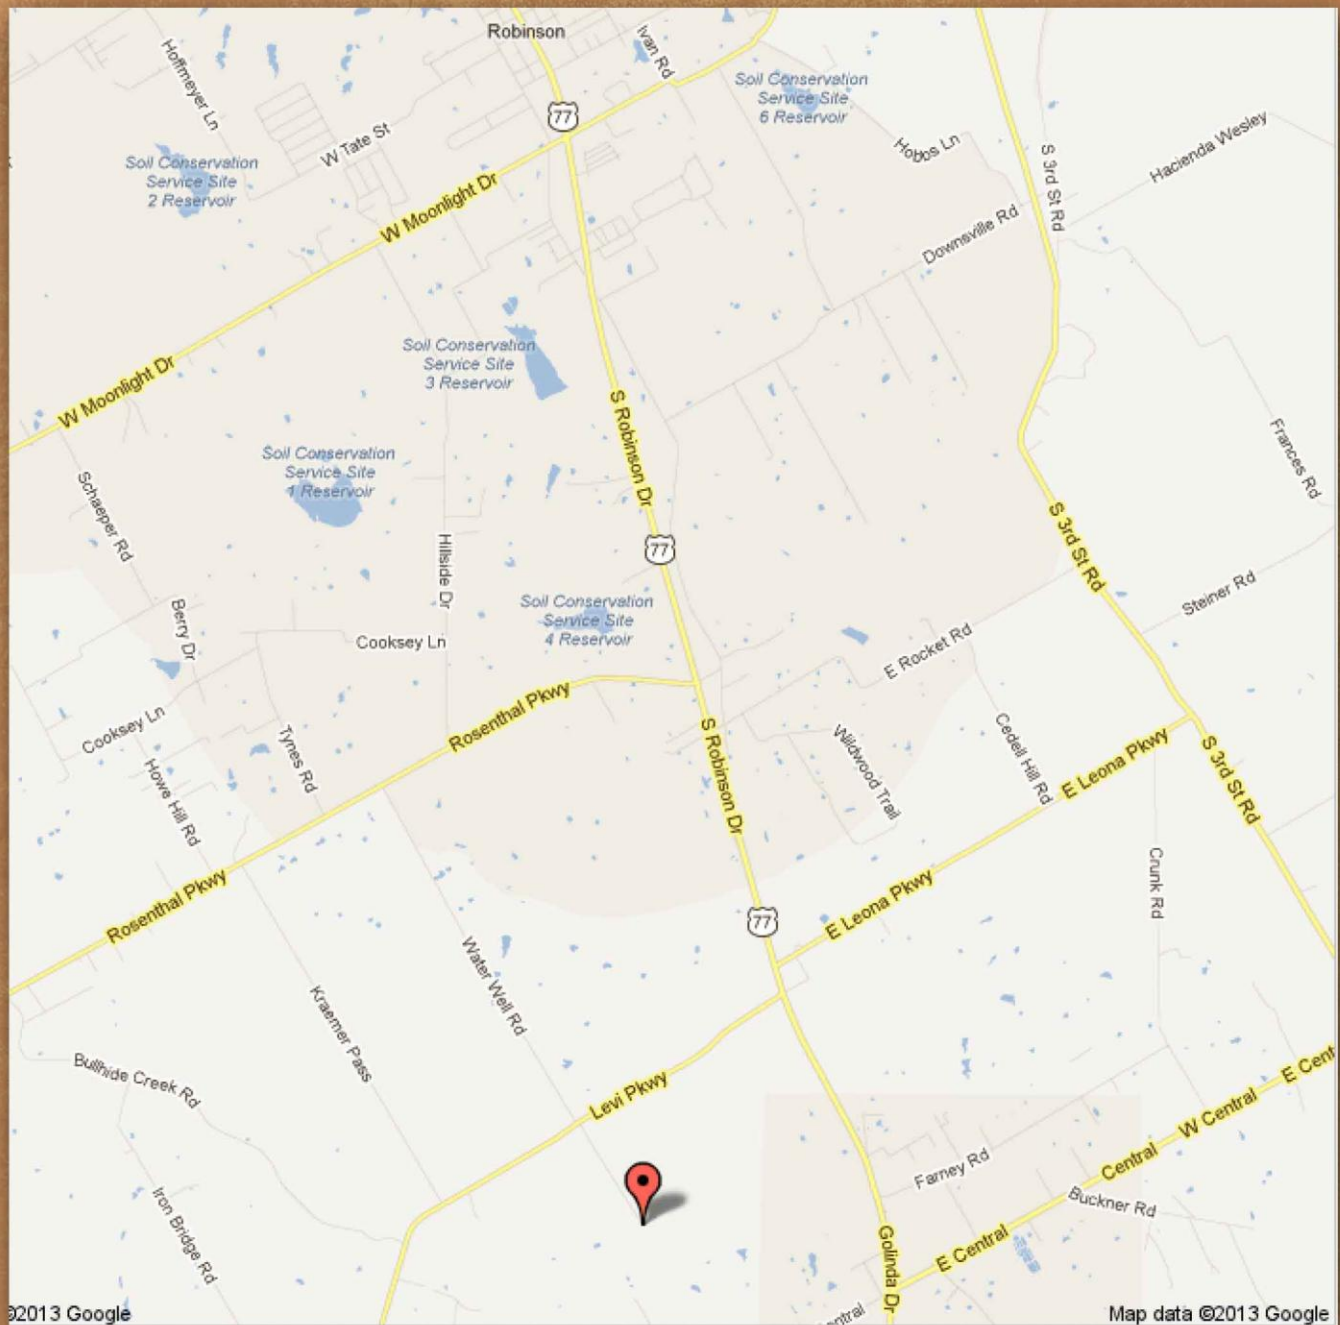 Robinson
Ivan Rd
Hoffmeyer Ln
Soil Conservation
Service Site
6 Reservoir
77
W Tate St
Hobbs Ln
S 3rd St Rd
Hacienda Wesley
Soil Conservation
Service Site
2 Reservoir
W Moonlight Dr
Downsville Rd
Soil Conservation
Service Site
3 Reservoir
W Moonlight Dr
S Robinson Dr
Frances Rd
Soil Conservation
Service Site
1 Reservoir
Schaeper Rd
S 3rd St Rd
77
Hillside Dr
Steiner Rd
Soil Conservation
Service Site
4 Reservoir
Berry Dr
Cooksey Ln
E Rocket Rd
Rosenthal Pkwy
Cooksey Ln
Tynes Rd
S Robinson Dr
Wildwood Trail
Cedell Hill Rd
E Leona Pkwy
S 3rd St Rd
Howe Hill Rd
Crunk Rd
Rosenthal Pkwy
E Leona Pkwy
77
Water Well Rd
Kraemer Pass
Bullhide Creek Rd
Levi Pkwy
E Cent
W Central
Central
Farney Rd
Buckner Rd
Iron Bridge Rd
Golinda Dr
E Central
entral
©2013 Google
Map data ©2013 Google